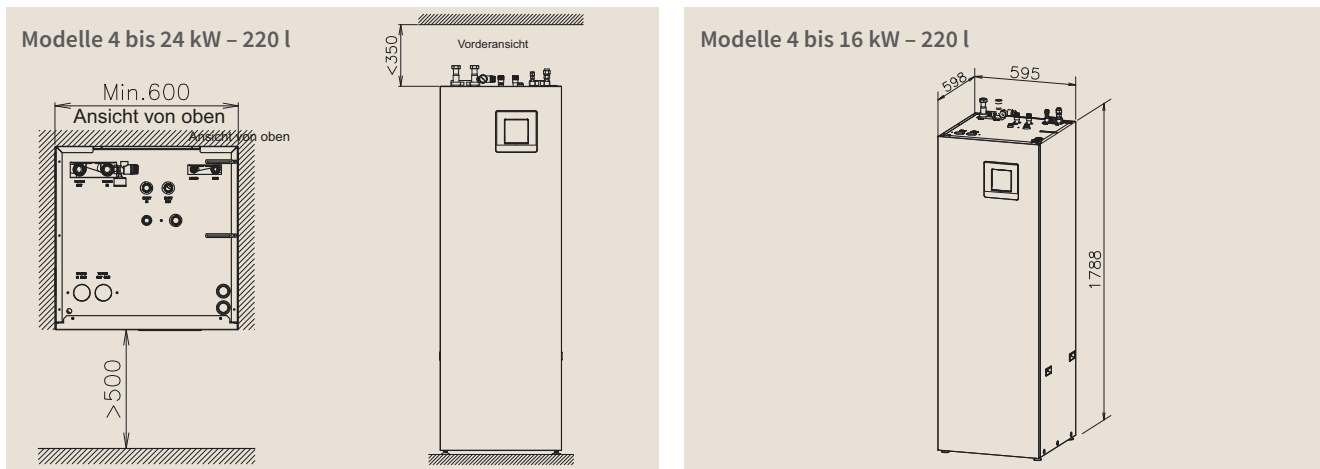 Modelle 4 bis 24 kW – 220 l
<350
Vorderansicht
Min.600
Ansicht von oben
Ansicht von oben
>500
Modelle 4 bis 16 kW – 220 l
598
595
1788